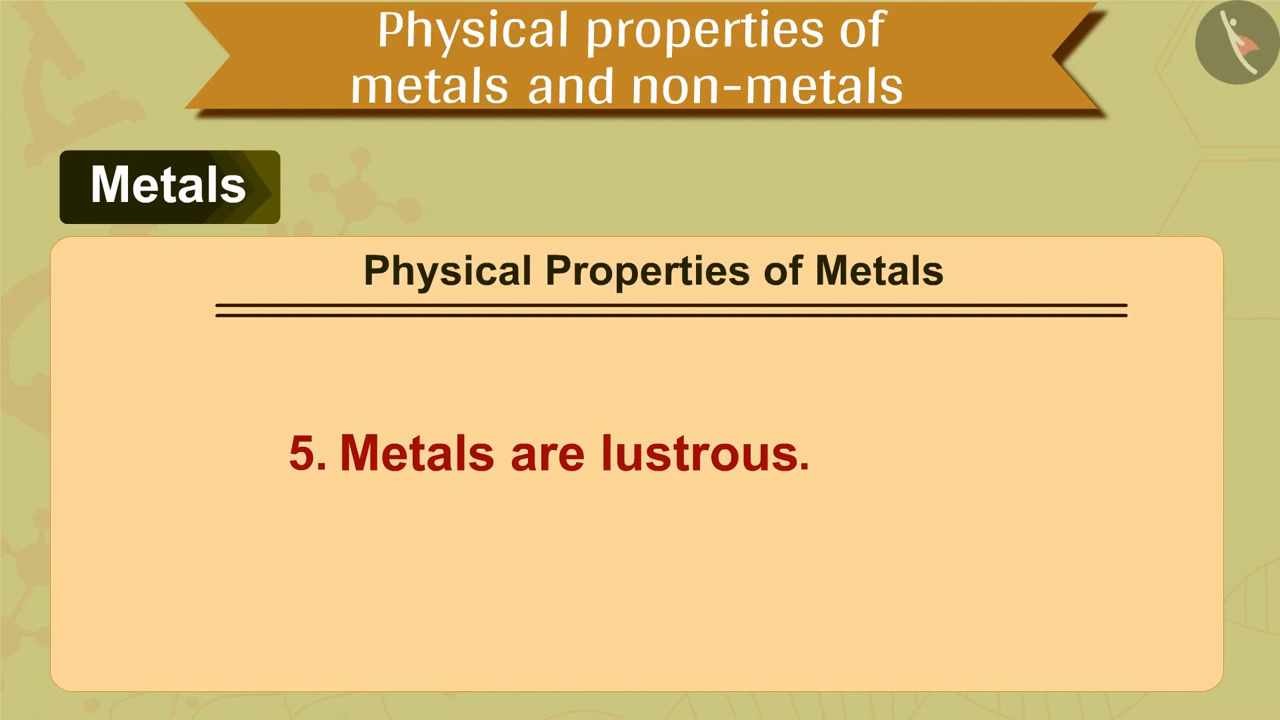 Physical properties of
metals and non-metals
Metals
Physical Properties of Metals
5. Metals are lustrous.